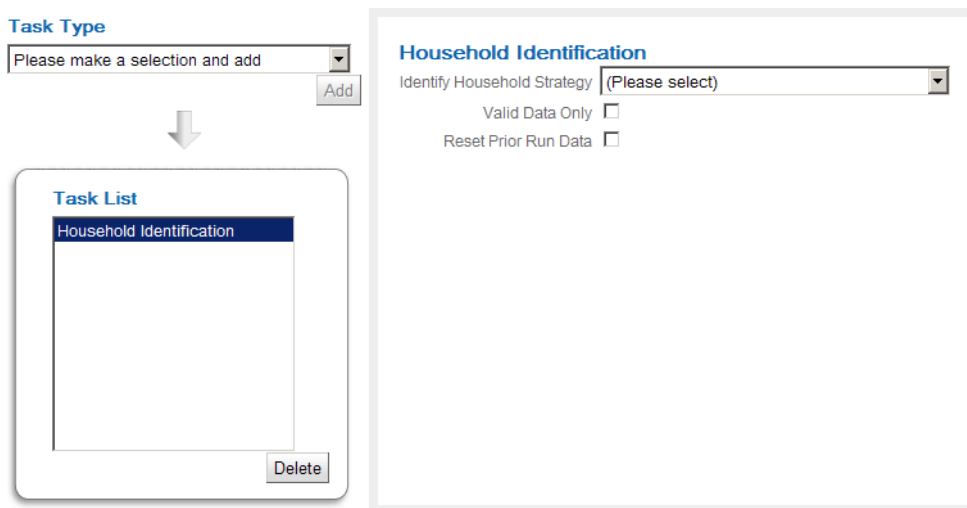 Task Type
Please make a selection and add
Add
Task List
Household Identification
Delete
Household Identification
Identify Household Strategy (Please select)
Valid Data Only
Reset Prior Run Data